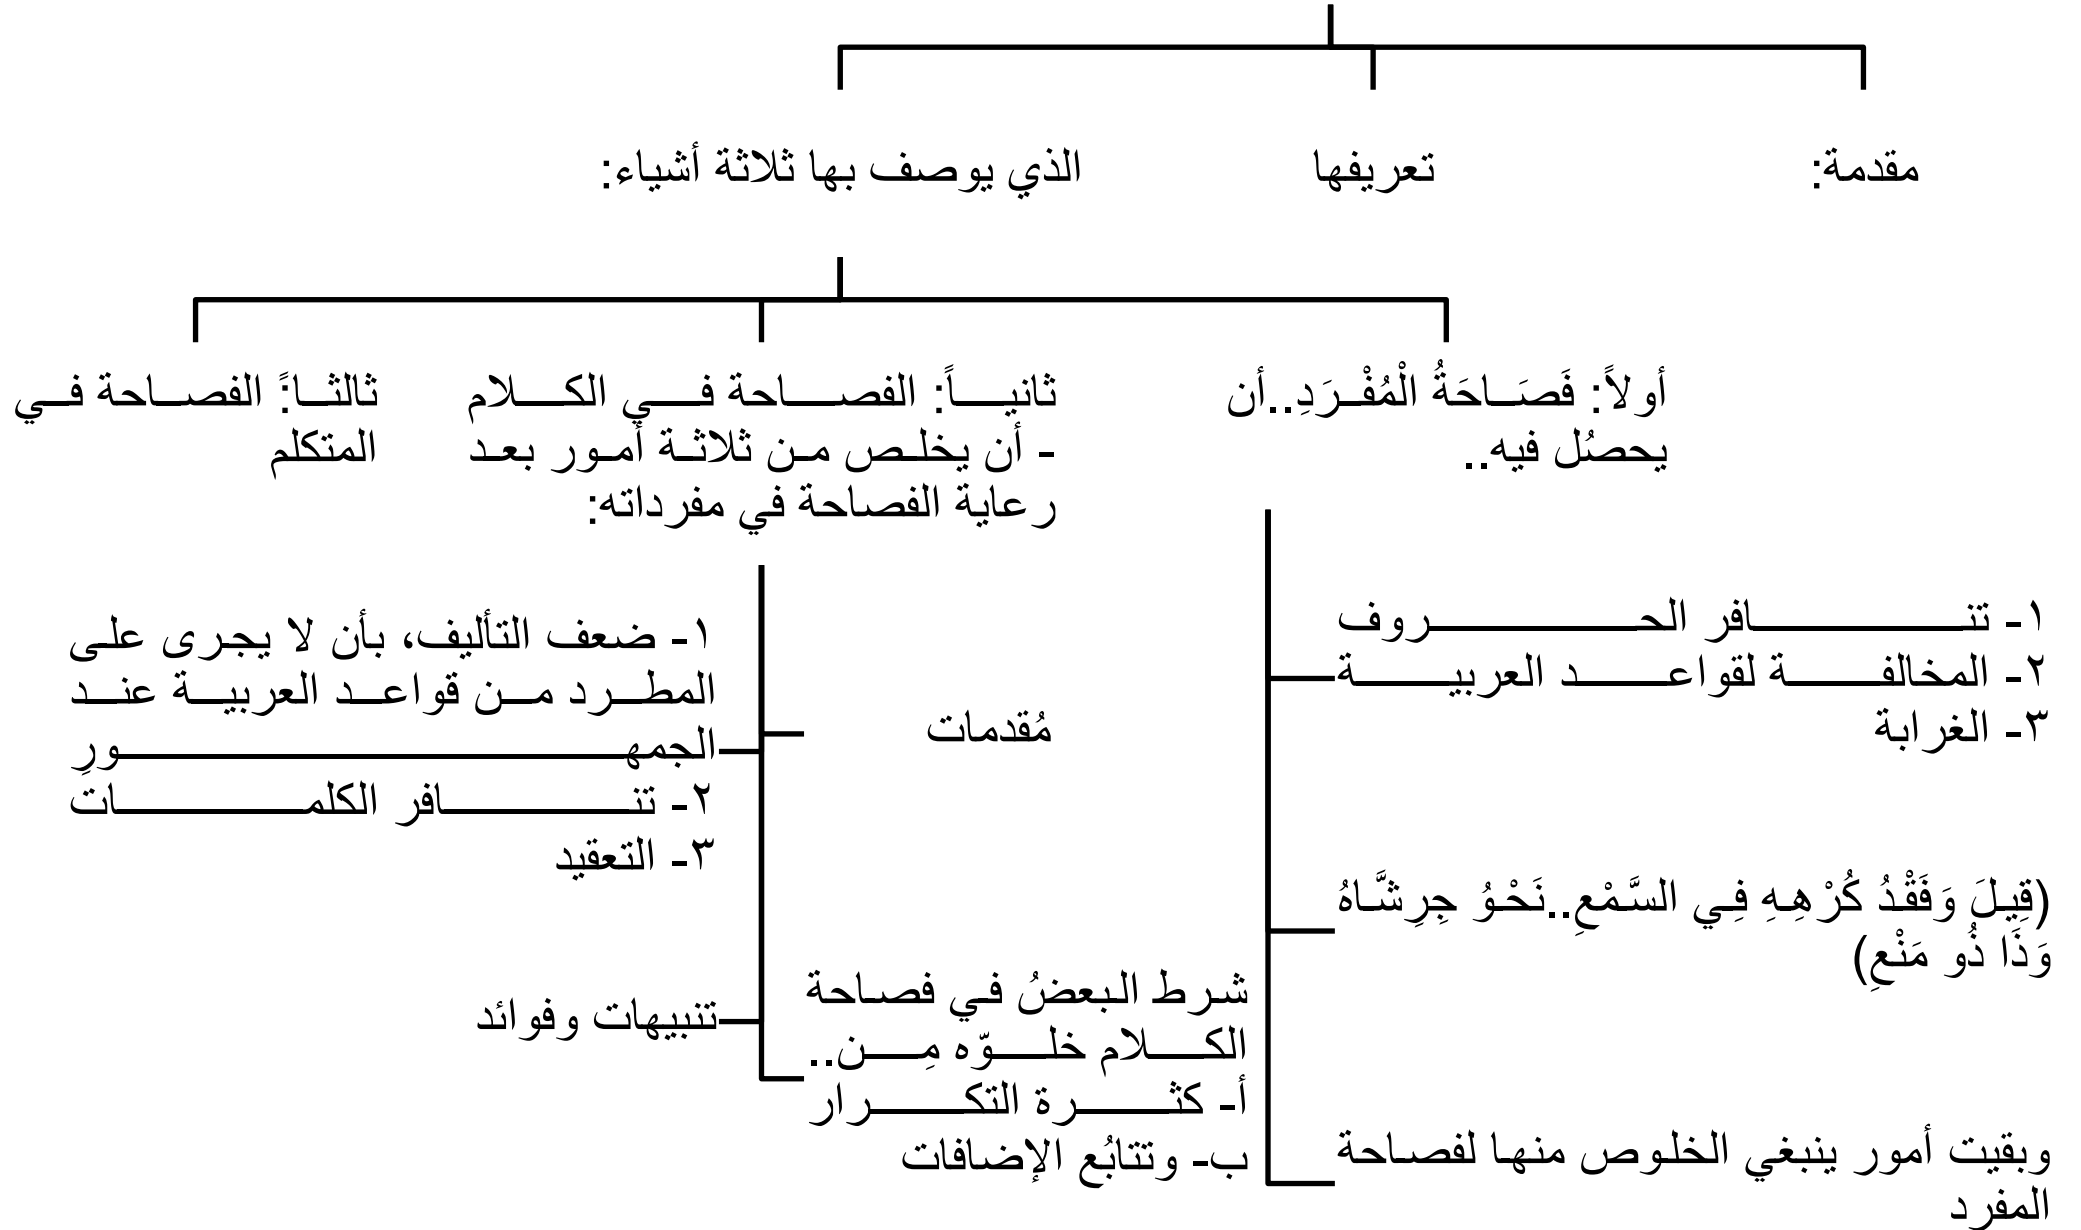 مقدمة:
تعريفها
الذي يوصف بها ثلاثة أشياء:
أولاً: فَصَاحَةُ الْمُفْرَدِ..أن
يحصُل فيه..
١- تنافر الحروف
٢- المخالفة لقواعد العربية
٣- الغرابة
(قِيلَ وَفَقْدُ كُرْهِهِ فِي السَّمْعِ..نَحْوُ جِرِشَّاهُ
وَذَا ذُو مَنْعِ)
وبقيت أمور ينبغي الخلوص منها لفصاحة
المفرد
ثانياً: الفصاحة في الكلام
- أن يخلص من ثلاثة أمور بعد
رعاية الفصاحة في مفرداته:
مُقدمات
١- ضعف التأليف، بأن لا يجرى على
المطرد من قواعد العربية عند
الجمهورِ
٢- تنافر الكلمات
٣- التعقيد
شرط البعضُ في فصاحة
الكلام خلوّه مِن..
أ- كثرة التكرار
ب- وتتابُع الإضافات
تنبيهات وفوائد
ثالثاً: الفصاحة في
المتكلم